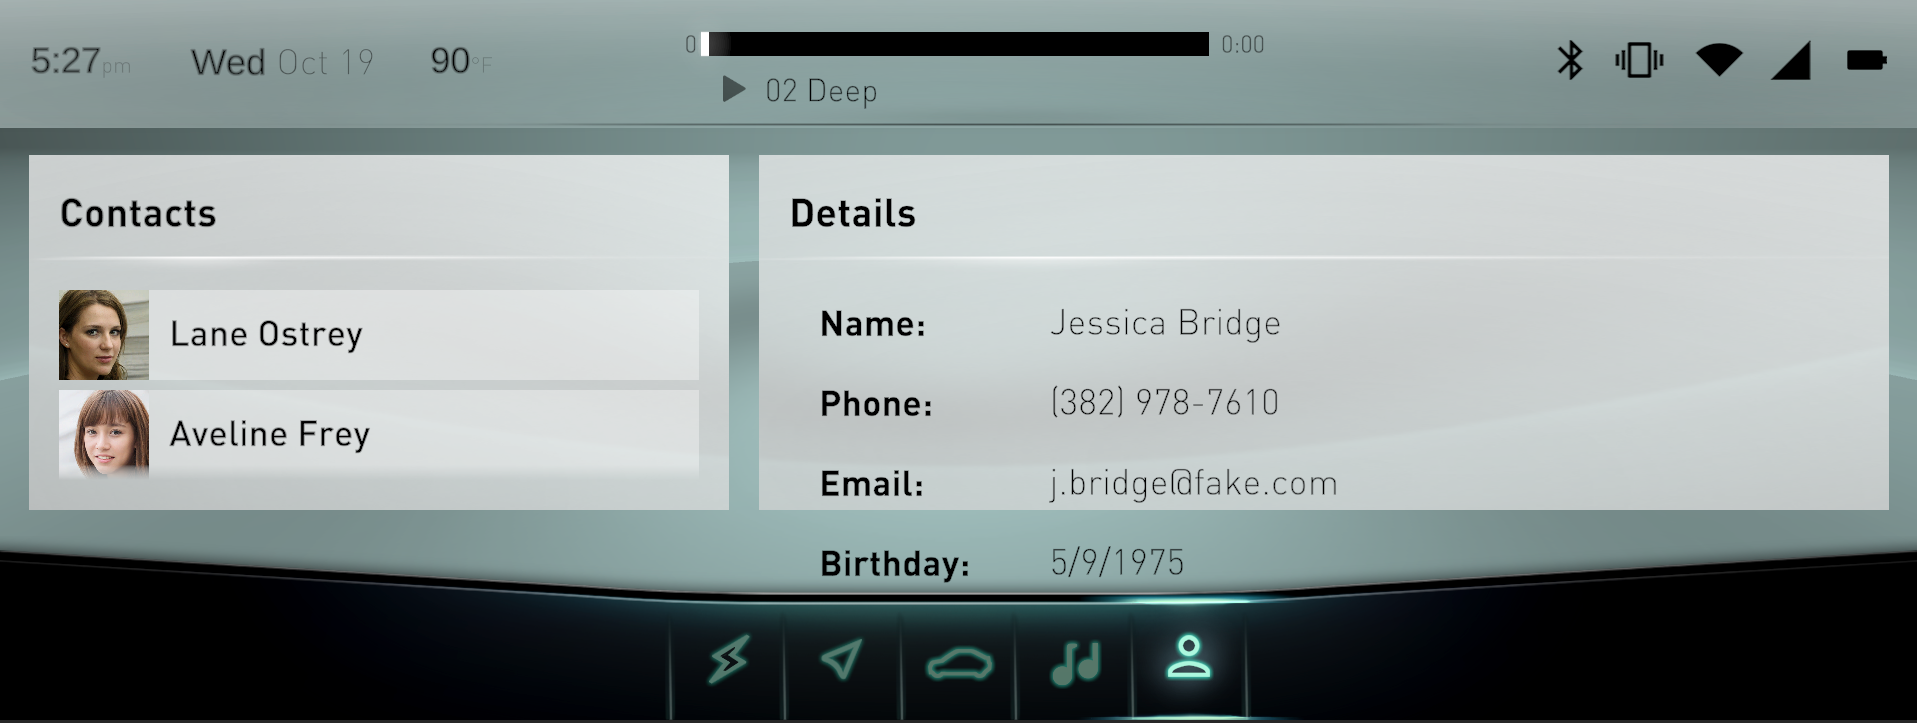 5:27pm Wed Oct 19 90°F
0 0:00
02 Deep
Contacts
Lane Ostrey
Aveline Frey
Details
Name: Jessica Bridge
Phone: (382) 978-7610
Email: j.bridge@fake.com
Birthday: 5/9/1975